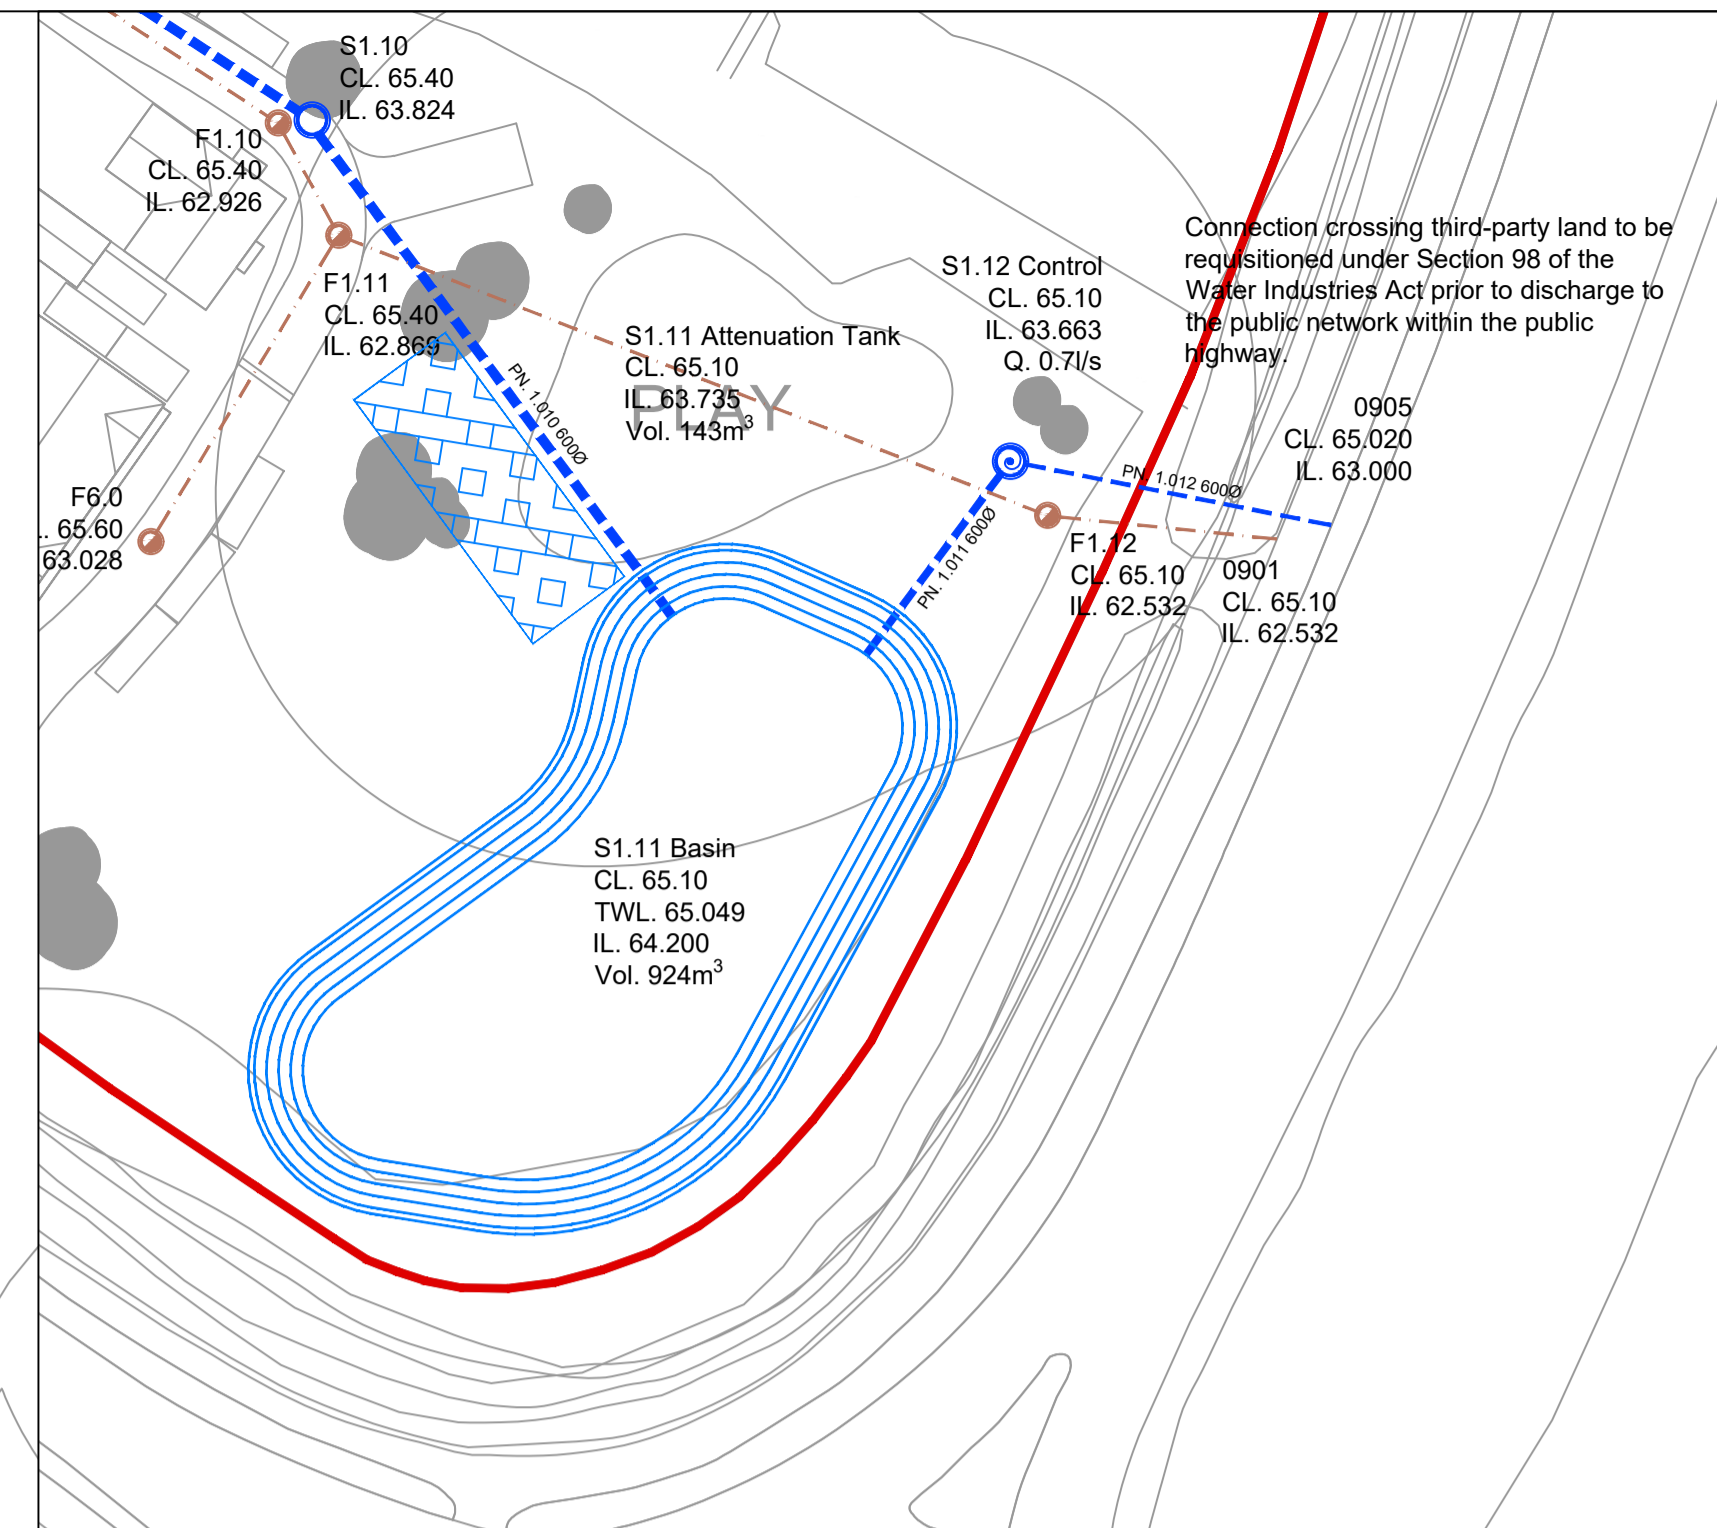 S1.10
CL. 65.40
IL. 63.824
F1.10
CL. 65.40
IL. 62.926
F1.11
CL. 65.40
IL. 62.869
PN. 1.010 600Ø
S1.11 Attenuation Tank
CL. 65.10
IL. 63.735
Vol. 143m³
PLAY
S1.12 Control
CL. 65.10
IL. 63.663
Q. 0.7l/s
Connection crossing third-party land to be
requisitioned under Section 98 of the
Water Industries Act prior to discharge to
the public network within the public
highway.
0905
CL. 65.020
IL. 63.000
PN. 1.012 600Ø
PN. 1.011 600Ø
F6.0
. 65.60
63.028
F1.12
CL. 65.10
IL. 62.532
0901
CL. 65.10
IL. 62.532
S1.11 Basin
CL. 65.10
TWL. 65.049
IL. 64.200
Vol. 924m³